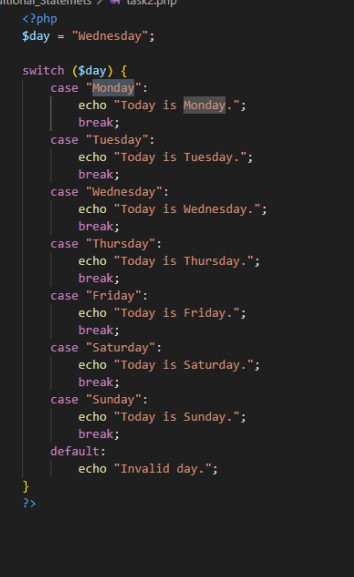 task2.php
<?php
$day = "Wednesday";
switch ($day) {
case "Monday":
echo "Today is Monday.";
break;
case "Tuesday":
echo "Today is Tuesday.";
break;
case "Wednesday":
echo "Today is Wednesday.";
break;
case "Thursday":
echo "Today is Thursday.";
break;
case "Friday":
echo "Today is Friday.";
break;
case "Saturday":
echo "Today is Saturday.";
break;
case "Sunday":
echo "Today is Sunday.";
break;
default:
echo "Invalid day.";
}
?>